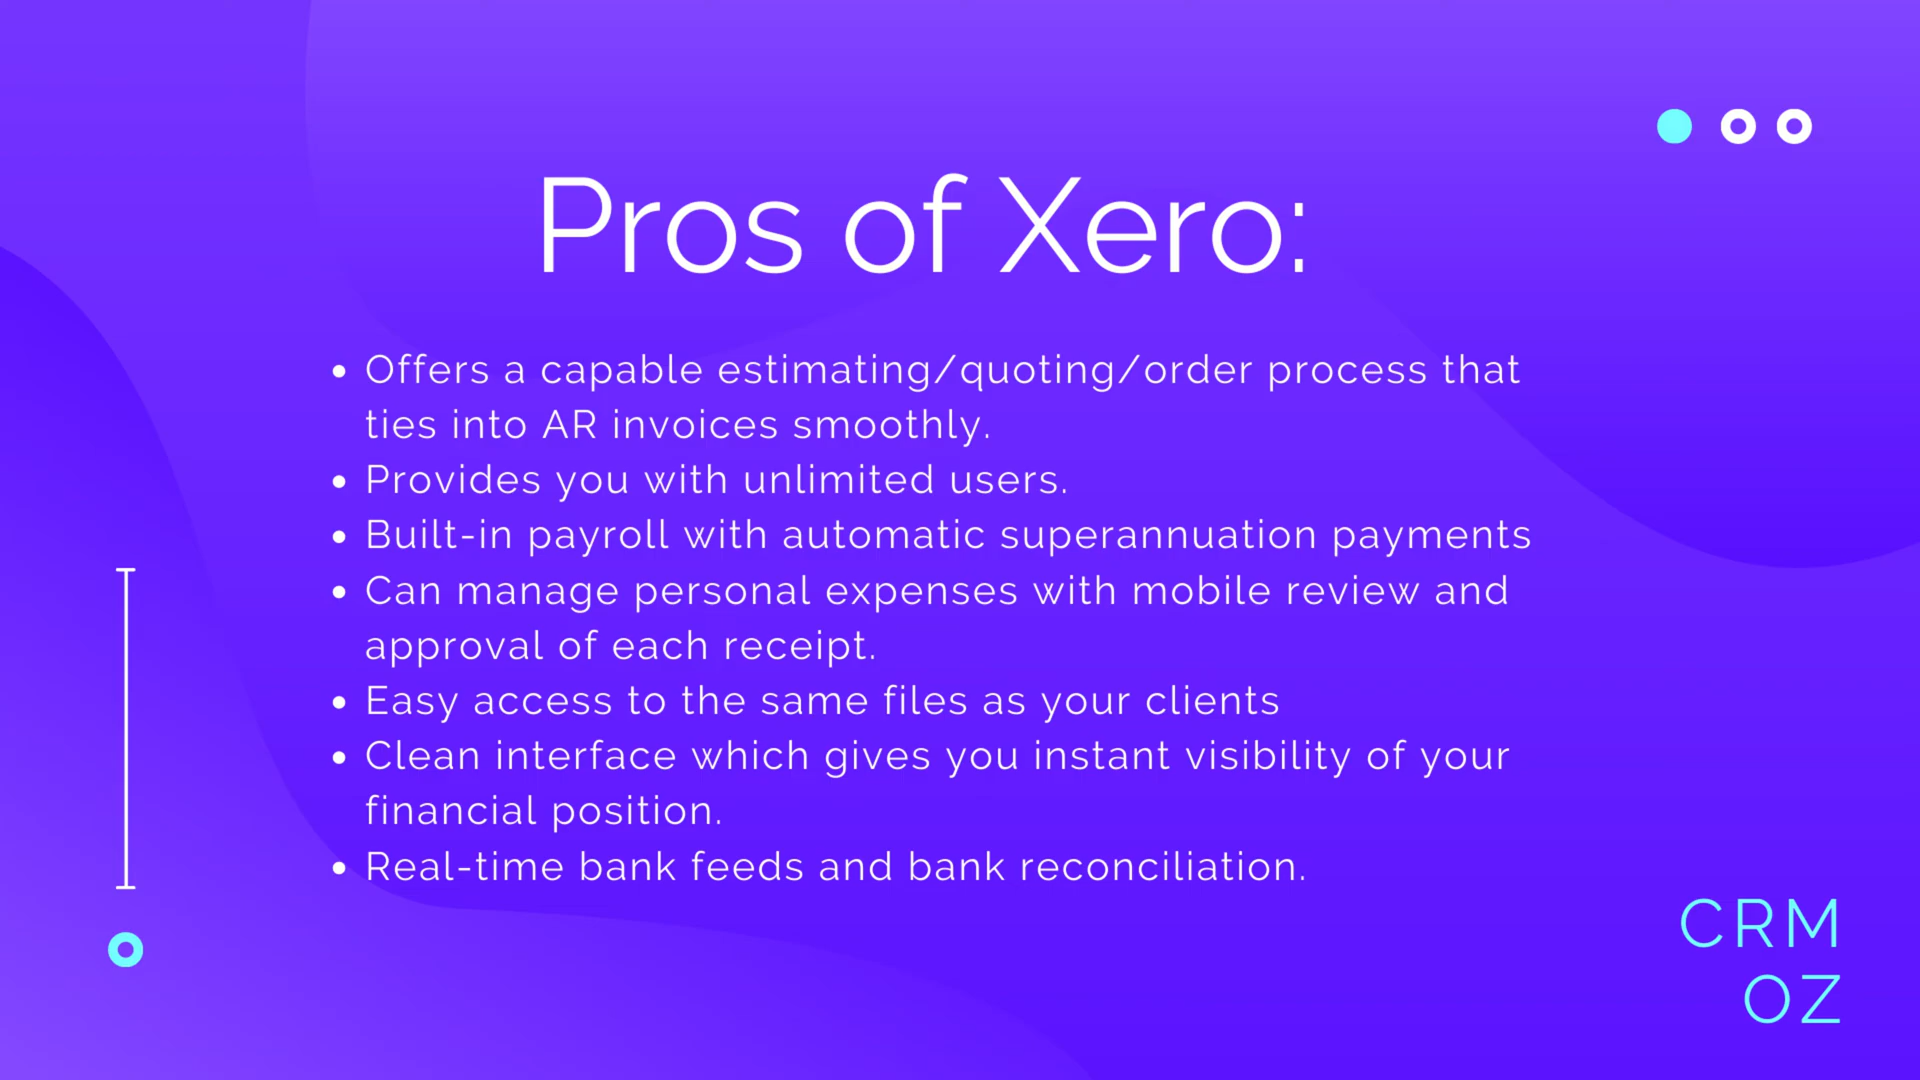 Pros of Xero:
• Offers a capable estimating/quoting/order process that
ties into AR invoices smoothly.
• Provides you with unlimited users.
• Built-in payroll with automatic superannuation payments
• Can manage personal expenses with mobile review and
approval of each receipt.
• Easy access to the same files as your clients
• Clean interface which gives you instant visibility of your
financial position.
• Real-time bank feeds and bank reconciliation.
CRM
OZ